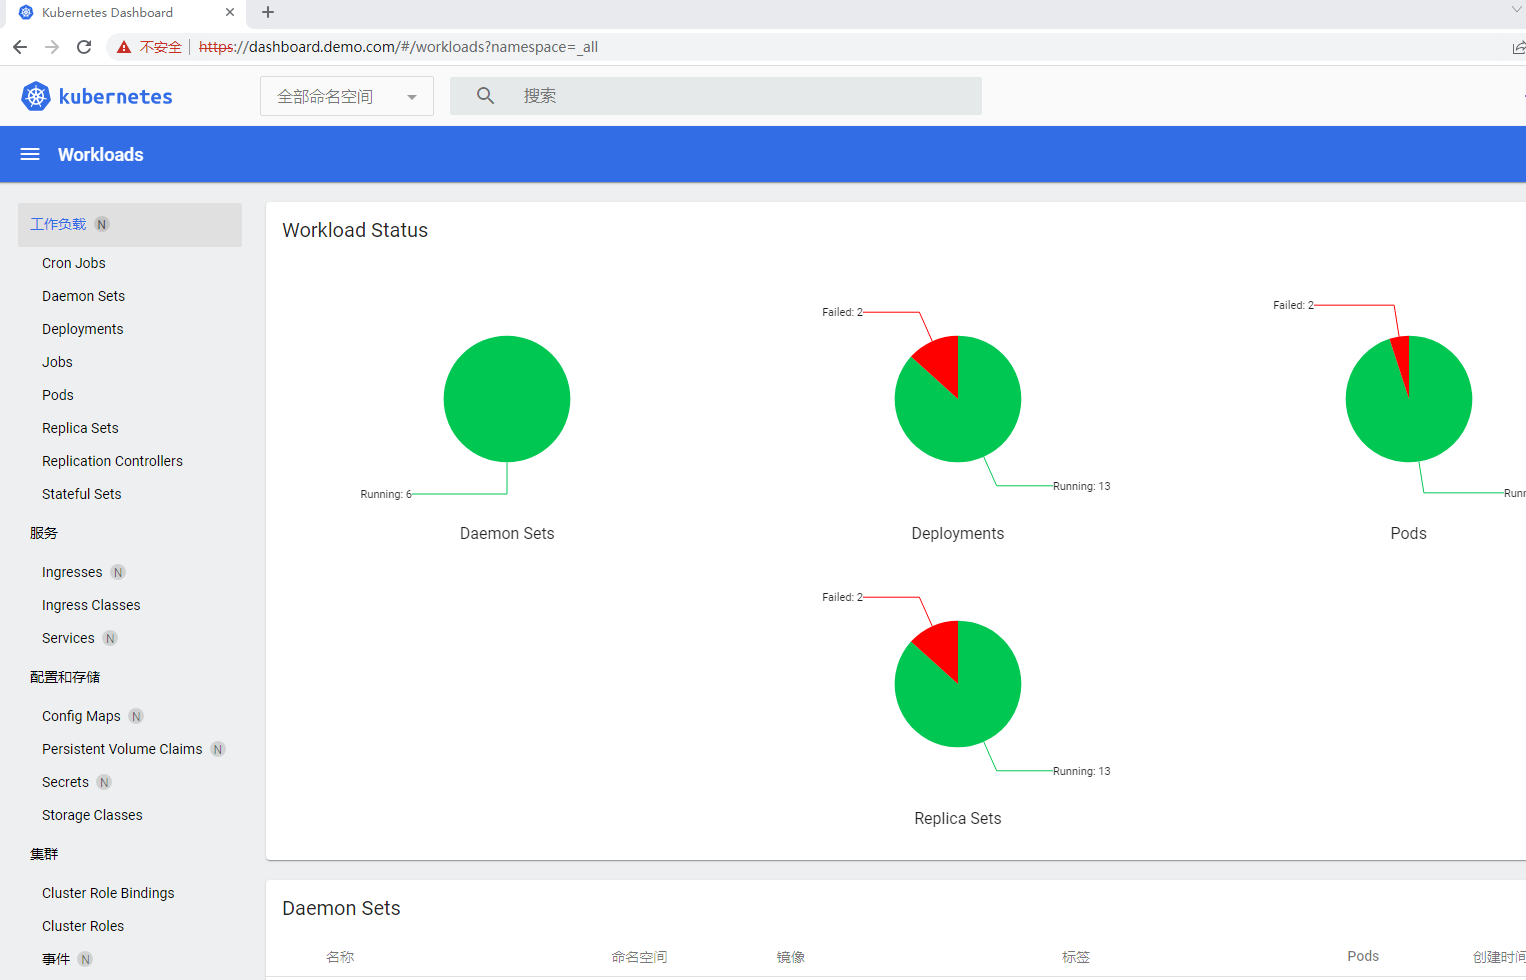 Kubernetes Dashboard
不安全 https://dashboard.demo.com/#/workloads?namespace=_all
kubernetes
全部命名空间
搜索
Workloads
工作负载 N
Cron Jobs
Daemon Sets
Deployments
Jobs
Pods
Replica Sets
Replication Controllers
Stateful Sets
服务
Ingresses N
Ingress Classes
Services N
配置和存储
Config Maps N
Persistent Volume Claims N
Secrets N
Storage Classes
集群
Cluster Role Bindings
Cluster Roles
事件 N
Workload Status
Running: 6
Daemon Sets
Failed: 2
Running: 13
Deployments
Failed: 2
Runn
Pods
Failed: 2
Running: 13
Replica Sets
Daemon Sets
名称 命名空间 镜像 标签 Pods 创建时间